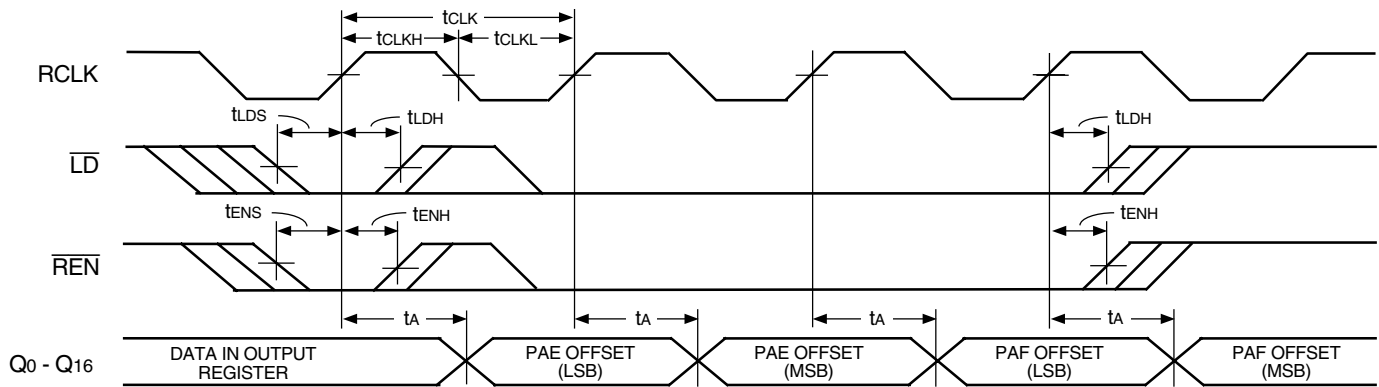 tCLK
tCLKH tCLKL
RCLK
tLDS tLDH tLDH
LD
tENS tENH tENH
REN
tA tA tA tA
Q0 - Q16
DATA IN OUTPUT
REGISTER
PAE OFFSET
(LSB)
PAE OFFSET
(MSB)
PAF OFFSET
(LSB)
PAF OFFSET
(MSB)